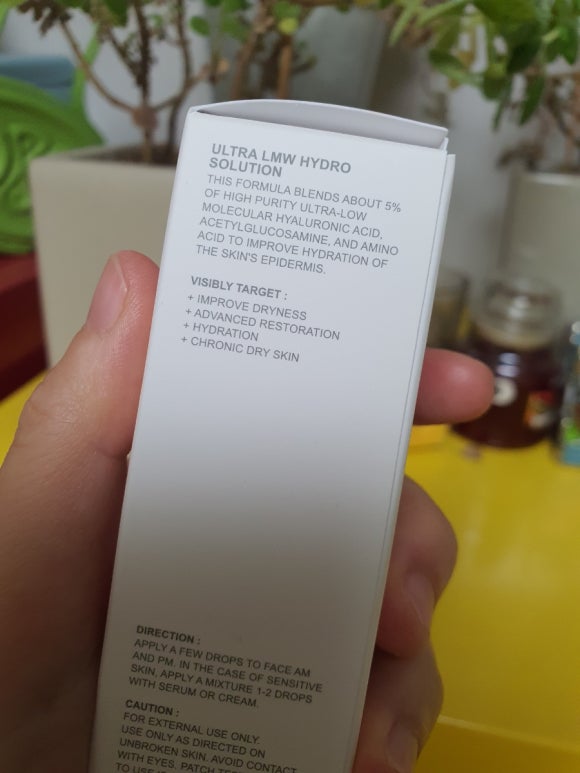 ULTRA LMW HYDRO
SOLUTION
THIS FORMULA BLENDS ABOUT 5%
OF HIGH PURITY ULTRA-LOW
MOLECULAR HYALURONIC ACID,
ACETYLGLUCOSAMINE, AND AMINO
ACID TO IMPROVE HYDRATION OF
THE SKIN'S EPIDERMIS.
VISIBLY TARGET :
+ IMPROVE DRYNESS
+ ADVANCED RESTORATION
+ HYDRATION
+ CHRONIC DRY SKIN
DIRECTION :
APPLY A FEW DROPS TO FACE AM
AND PM. IN THE CASE OF SENSITIVE
SKIN, APPLY A MIXTURE 1-2 DROPS
WITH SERUM OR CREAM.
CAUTION :
FOR EXTERNAL USE ONLY.
USE ONLY AS DIRECTED ON
UNBROKEN SKIN. AVOID CONTACT
WITH EYES. PATCH
TO